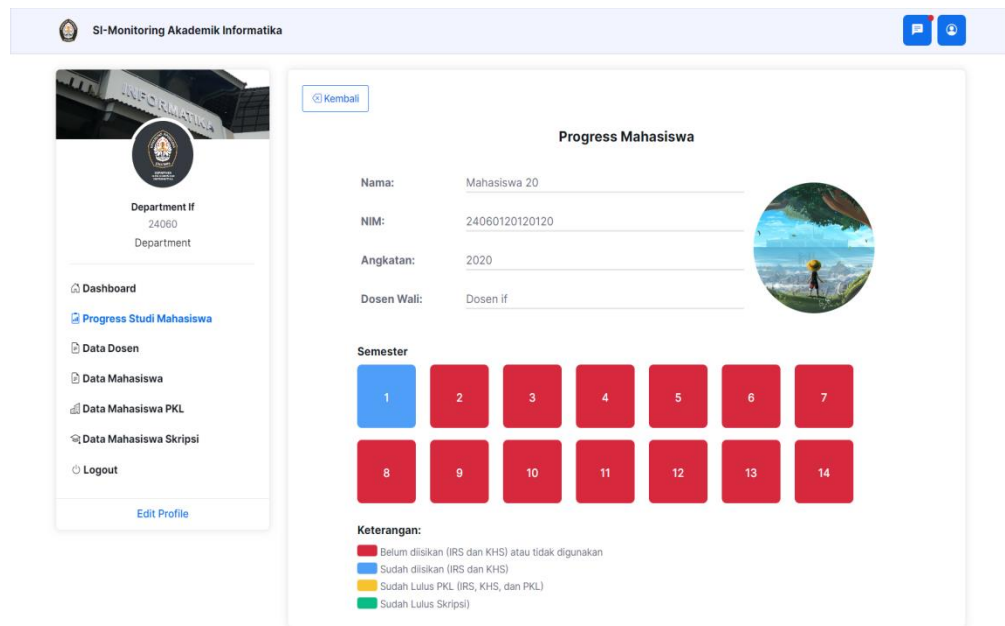 SI-Monitoring Akademik Informatika
INFORMATIKA
Department If
24060
Department
Dashboard
Progress Studi Mahasiswa
Data Dosen
Data Mahasiswa
Data Mahasiswa PKL
Data Mahasiswa Skripsi
Logout
Edit Profile
Kembali
Progress Mahasiswa
Nama: Mahasiswa 20
NIM: 24060120120120
Angkatan: 2020
Dosen Wali: Dosen if
Semester
1 2 3 4 5 6 7
8 9 10 11 12 13 14
Keterangan:
Belum diisikan (IRS dan KHS) atau tidak digunakan
Sudah diisikan (IRS dan KHS)
Sudah Lulus PKL (IRS, KHS, dan PKL)
Sudah Lulus Skripsi)